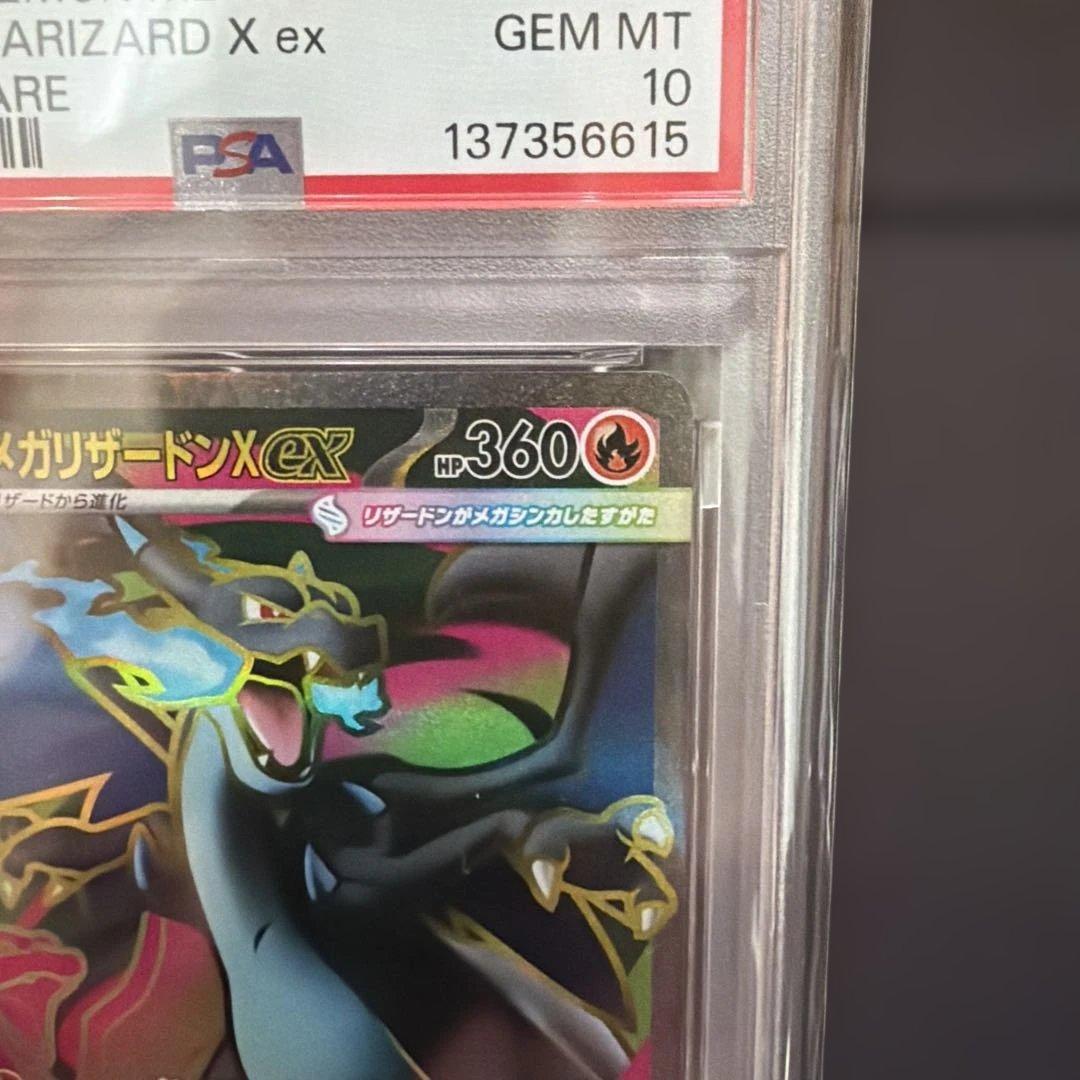 ARIZARD X ex
GEM MT
ARE
10
PSA
137356615
メガリザードンXex
HP360
ザードから進化
リザードンがメガシンカしたすがた